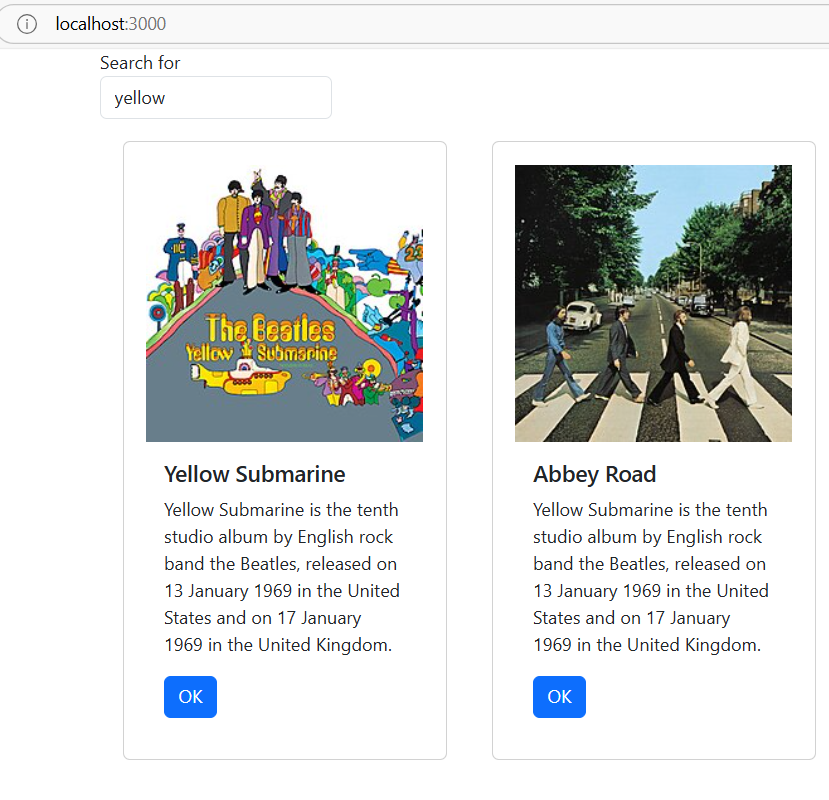 localhost:3000
Search for
yellow
The Beatles
Yellow Submarine
Yellow Submarine
Yellow Submarine is the tenth
studio album by English rock
band the Beatles, released on
13 January 1969 in the United
States and on 17 January
1969 in the United Kingdom.
OK
Abbey Road
Yellow Submarine is the tenth
studio album by English rock
band the Beatles, released on
13 January 1969 in the United
States and on 17 January
1969 in the United Kingdom.
OK